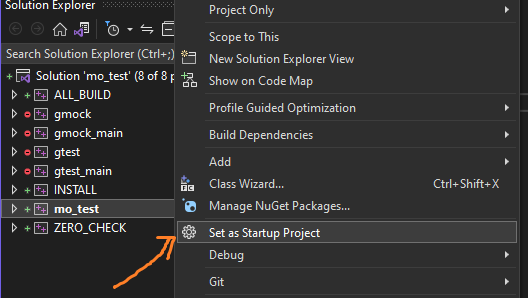 Solution Explorer
Search Solution Explorer (Ctrl+;)
Solution 'mo_test' (8 of 8 p
ALL_BUILD
gmock
gmock_main
gtest
gtest_main
INSTALL
mo_test
ZERO_CHECK
Project Only
Scope to This
New Solution Explorer View
Show on Code Map
Profile Guided Optimization
Build Dependencies
Add
Class Wizard... Ctrl+Shift+X
Manage NuGet Packages...
Set as Startup Project
Debug
Git